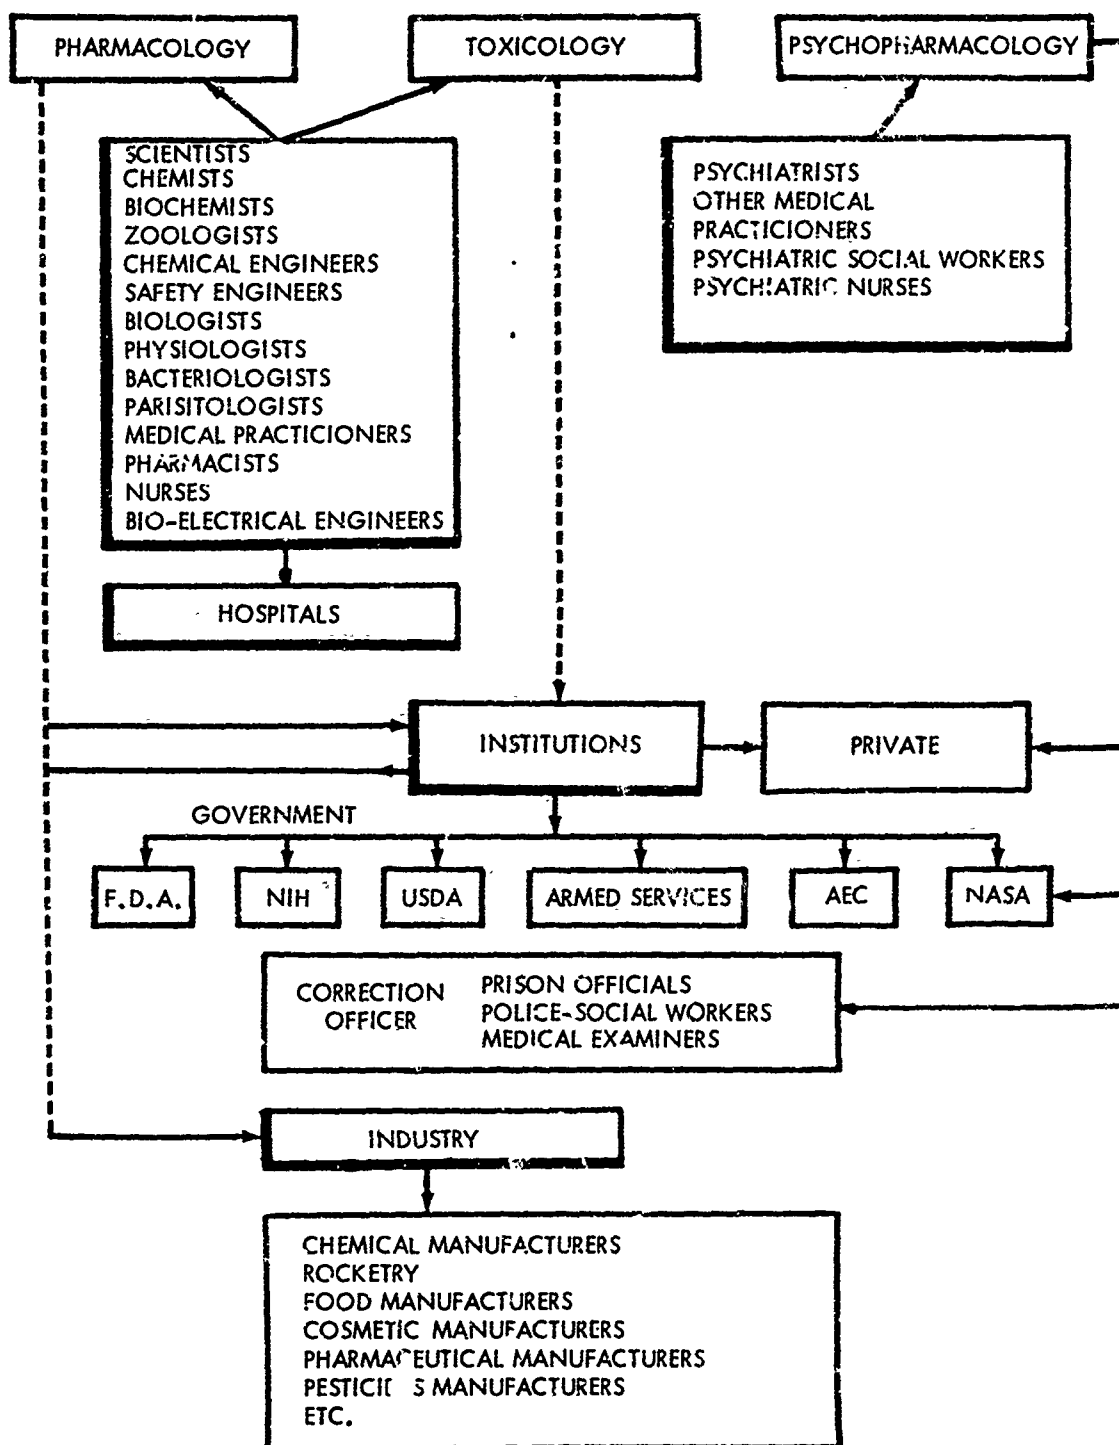 PHARMACOLOGY
TOXICOLOGY
PSYCHOPHARMACOLOGY
SCIENTISTS
CHEMISTS
BIOCHEMISTS
ZOOLOGISTS
CHEMICAL ENGINEERS
SAFETY ENGINEERS
BIOLOGISTS
PHYSIOLOGISTS
BACTERIOLOGISTS
PARISITOLOGISTS
MEDICAL PRACTICIONERS
PHARMACISTS
NURSES
BIO-ELECTRICAL ENGINEERS
PSYCHIATRISTS
OTHER MEDICAL
PRACTICIONERS
PSYCHIATRIC SOCIAL WORKERS
PSYCHIATRIC NURSES
HOSPITALS
INSTITUTIONS
PRIVATE
GOVERNMENT
F.D.A.
NIH
USDA
ARMED SERVICES
AEC
NASA
CORRECTION
OFFICER
PRISON OFFICIALS
POLICE-SOCIAL WORKERS
MEDICAL EXAMINERS
INDUSTRY
CHEMICAL MANUFACTURERS
ROCKETRY
FOOD MANUFACTURERS
COSMETIC MANUFACTURERS
PHARMACEUTICAL MANUFACTURERS
PESTICIDES MANUFACTURERS
ETC.